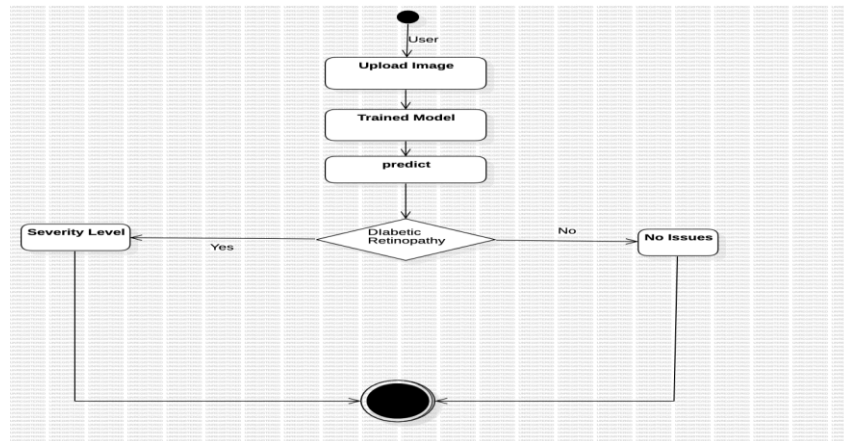 User
Upload Image
Trained Model
predict
DIabetic
Retinopathy
Severity Level
Yes
No
No Issues